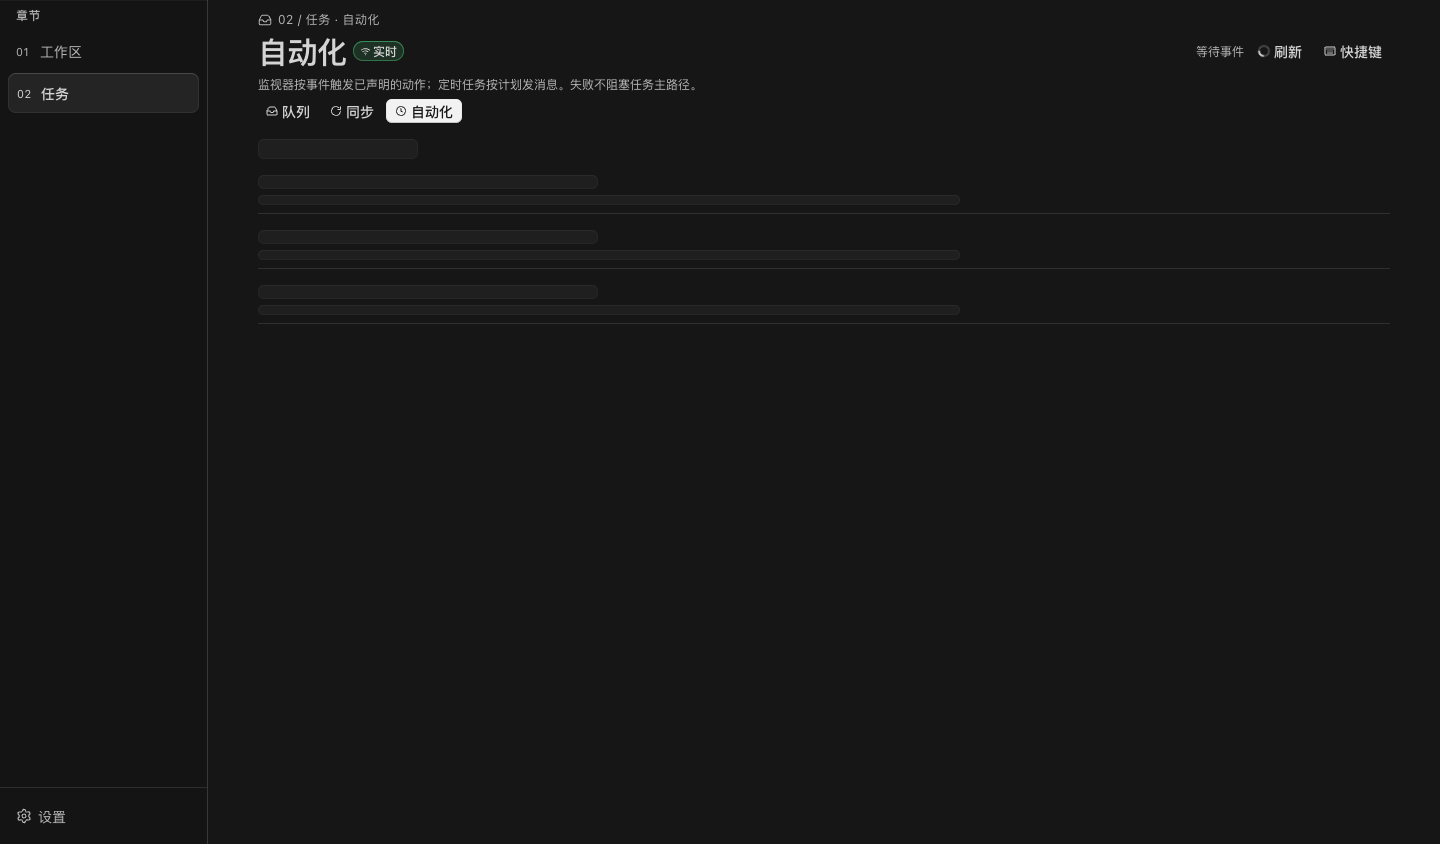 章节
01 工作区
02 任务
设置
02 / 任务 · 自动化
自动化 实时
等待事件 刷新 快捷键
监视器按事件触发已声明的动作；定时任务按计划发消息。失败不阻塞任务主路径。
队列 同步 自动化